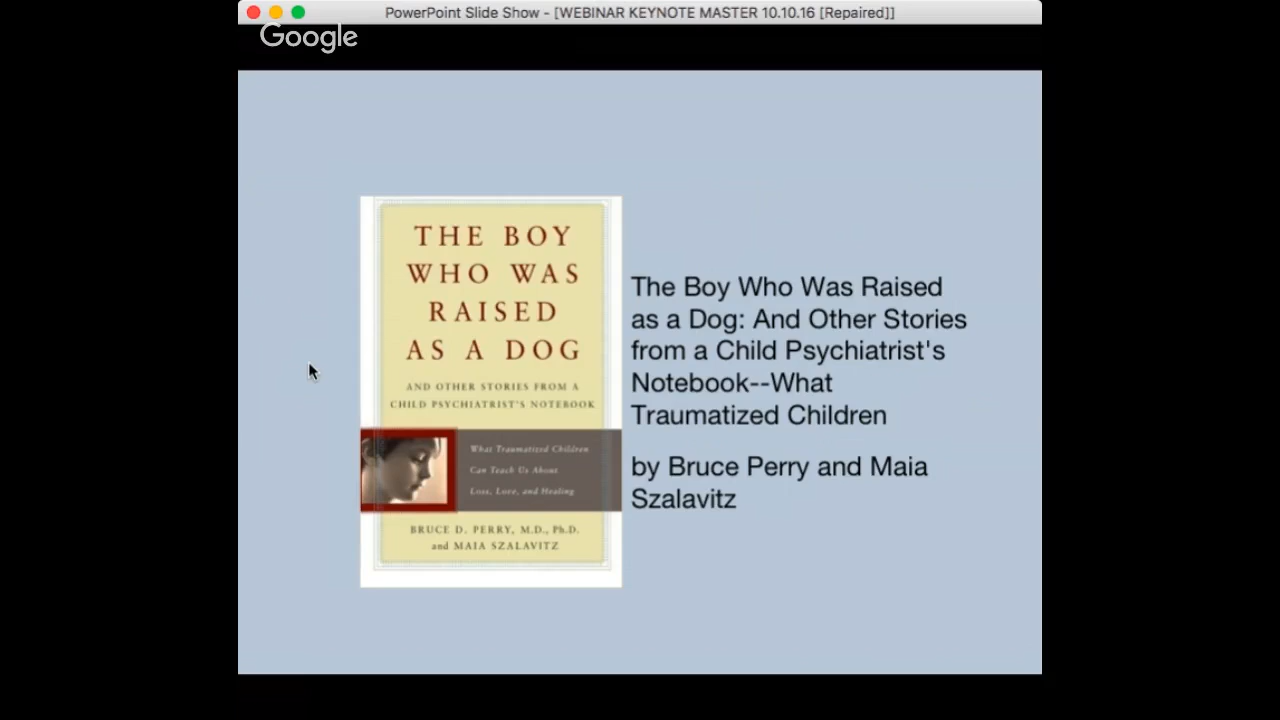 PowerPoint Slide Show - [WEBINAR KEYNOTE MASTER 10.10.16 [Repaired]]
Google
THE BOY
WHO WAS
RAISED
AS A DOG
AND OTHER STORIES FROM A
CHILD PSYCHIATRIST'S NOTEBOOK
What Traumatized Children
Can Teach Us About
Loss, Love, and Healing
BRUCE D. PERRY, M.D., Ph.D.
and MAIA SZALAVITZ
The Boy Who Was Raised
as a Dog: And Other Stories
from a Child Psychiatrist's
Notebook--What
Traumatized Children
by Bruce Perry and Maia
Szalavitz